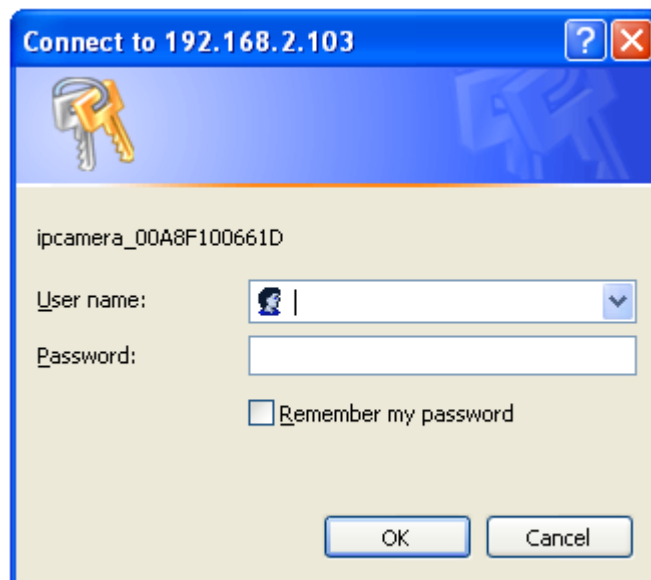 Connect to 192.168.2.103
ipcamera_00A8F100661D
User name:
Password:
Remember my password
OK Cancel